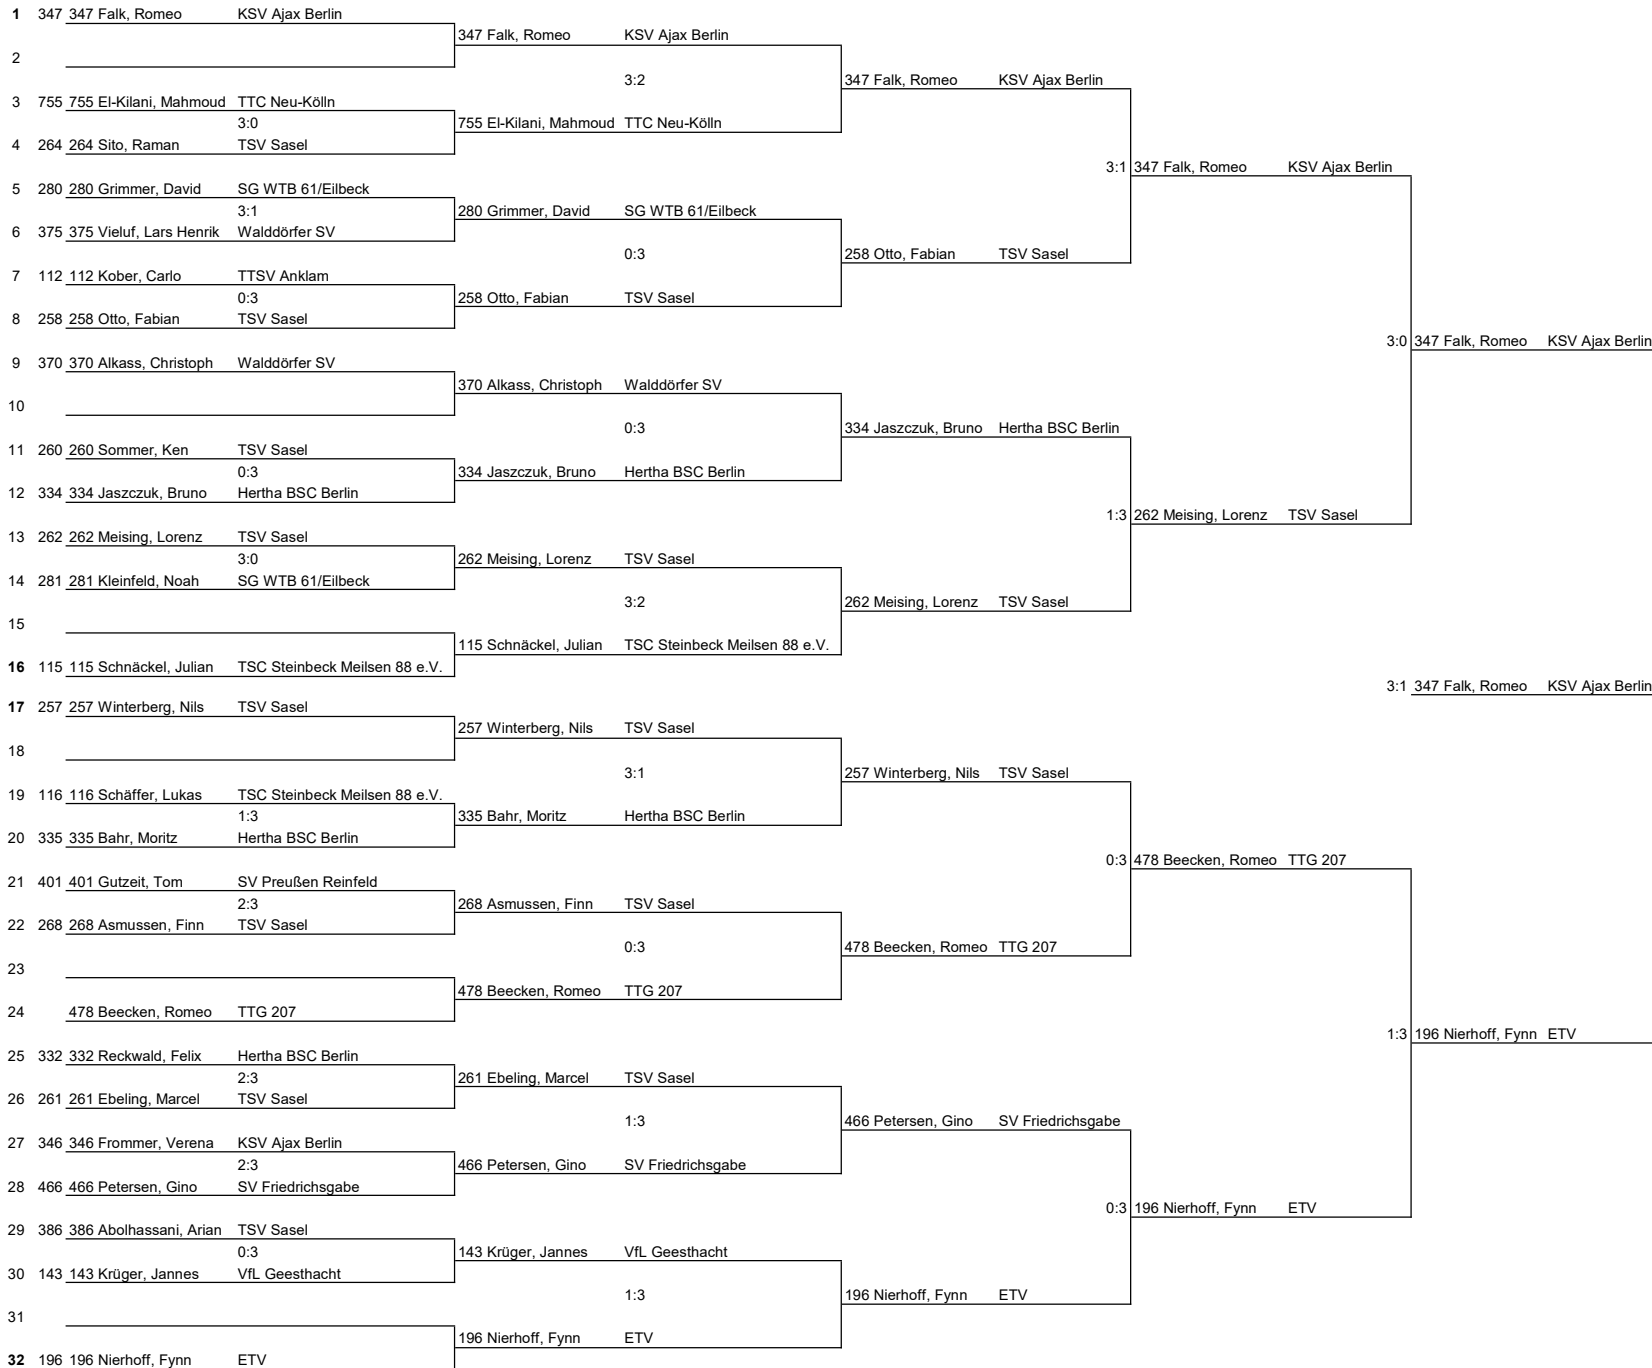 1 347 347 Falk, Romeo KSV Ajax Berlin
347 Falk, Romeo KSV Ajax Berlin
2
3:2 347 Falk, Romeo KSV Ajax Berlin
3 755 755 El-Kilani, Mahmoud TTC Neu-Kölln
3:0 755 El-Kilani, Mahmoud TTC Neu-Kölln
4 264 264 Sito, Raman TSV Sasel
3:1 347 Falk, Romeo KSV Ajax Berlin
5 280 280 Grimmer, David SG WTB 61/Eilbeck
3:1 280 Grimmer, David SG WTB 61/Eilbeck
6 375 375 Vieluf, Lars Henrik Walddörfer SV
0:3 258 Otto, Fabian TSV Sasel
7 112 112 Kober, Carlo TTSV Anklam
0:3 258 Otto, Fabian TSV Sasel
8 258 258 Otto, Fabian TSV Sasel
3:0 347 Falk, Romeo KSV Ajax Berlin
9 370 370 Alkass, Christoph Walddörfer SV
370 Alkass, Christoph Walddörfer SV
10
0:3 334 Jaszczuk, Bruno Hertha BSC Berlin
11 260 260 Sommer, Ken TSV Sasel
0:3 334 Jaszczuk, Bruno Hertha BSC Berlin
12 334 334 Jaszczuk, Bruno Hertha BSC Berlin
1:3 262 Meising, Lorenz TSV Sasel
13 262 262 Meising, Lorenz TSV Sasel
3:0 262 Meising, Lorenz TSV Sasel
14 281 281 Kleinfeld, Noah SG WTB 61/Eilbeck
3:2 262 Meising, Lorenz TSV Sasel
15
115 Schnäckel, Julian TSC Steinbeck Meilsen 88 e.V.
16 115 115 Schnäckel, Julian TSC Steinbeck Meilsen 88 e.V.
3:1 347 Falk, Romeo KSV Ajax Berlin
17 257 257 Winterberg, Nils TSV Sasel
257 Winterberg, Nils TSV Sasel
18
3:1 257 Winterberg, Nils TSV Sasel
19 116 116 Schäffer, Lukas TSC Steinbeck Meilsen 88 e.V.
1:3 335 Bahr, Moritz Hertha BSC Berlin
20 335 335 Bahr, Moritz Hertha BSC Berlin
0:3 478 Beecken, Romeo TTG 207
21 401 401 Gutzeit, Tom SV Preußen Reinfeld
2:3 268 Asmussen, Finn TSV Sasel
22 268 268 Asmussen, Finn TSV Sasel
0:3 478 Beecken, Romeo TTG 207
23
478 Beecken, Romeo TTG 207
24 478 Beecken, Romeo TTG 207
1:3 196 Nierhoff, Fynn ETV
25 332 332 Reckwald, Felix Hertha BSC Berlin
2:3 261 Ebeling, Marcel TSV Sasel
26 261 261 Ebeling, Marcel TSV Sasel
1:3 466 Petersen, Gino SV Friedrichsgabe
27 346 346 Frommer, Verena KSV Ajax Berlin
2:3 466 Petersen, Gino SV Friedrichsgabe
28 466 466 Petersen, Gino SV Friedrichsgabe
0:3 196 Nierhoff, Fynn ETV
29 386 386 Abolhassani, Arian TSV Sasel
0:3 143 Krüger, Jannes VfL Geesthacht
30 143 143 Krüger, Jannes VfL Geesthacht
1:3 196 Nierhoff, Fynn ETV
31
196 Nierhoff, Fynn ETV
32 196 196 Nierhoff, Fynn ETV